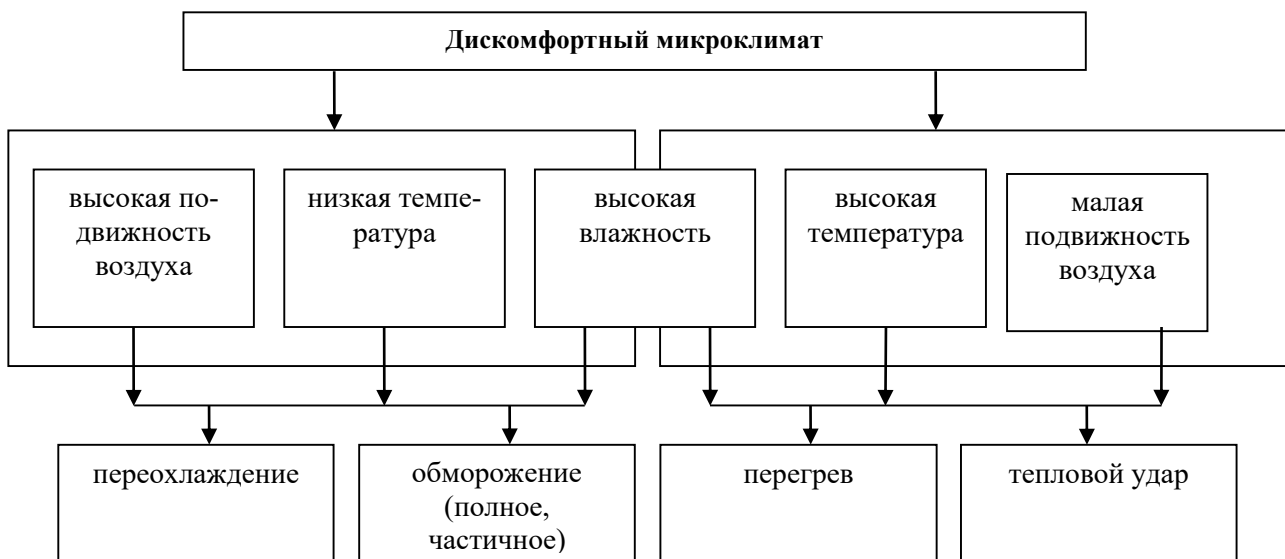 Дискомфортный микроклимат
высокая по-
движность
воздуха
низкая темпе-
ратура
высокая
влажность
высокая
температура
малая
подвижность
воздуха
переохлаждение
обморожение
(полное,
частичное)
перегрев
тепловой удар